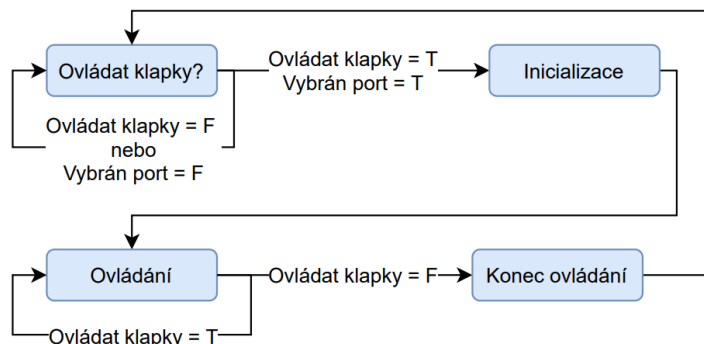 Ovládat klapky?
Ovládat klapky = T
Vybrán port = T
Inicializace
Ovládat klapky = F
nebo
Vybrán port = F
Ovládání
Ovládat klapky = F
Konec ovládání
Ovládat klapky = T